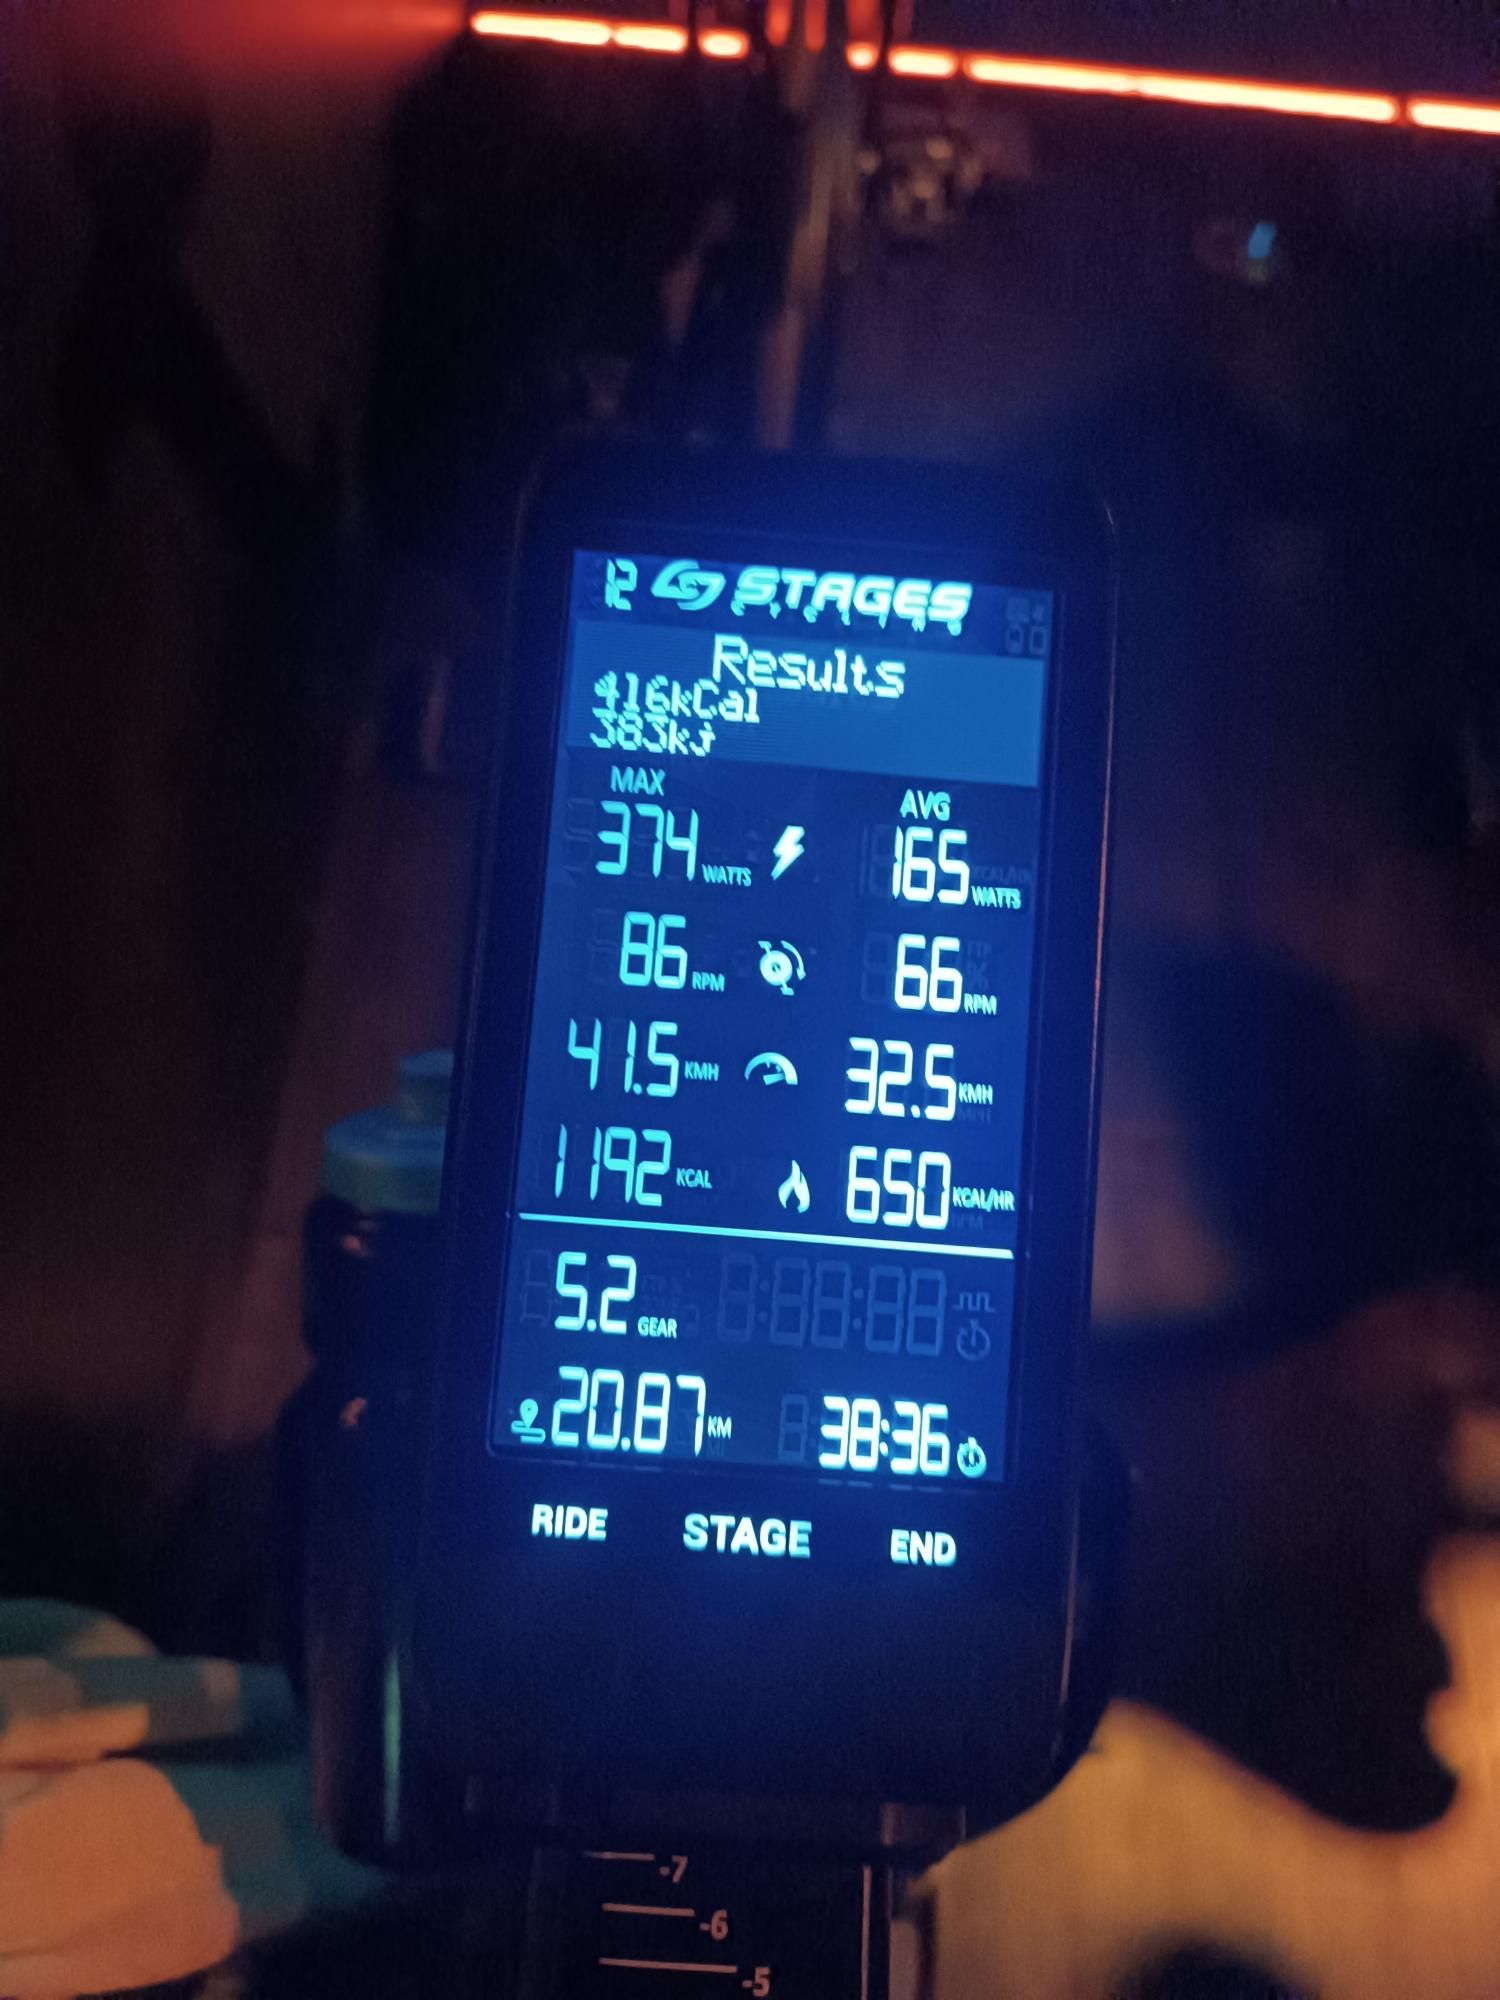 12 STAGES
Results
416kCal
383kJ
MAX AVG
374 WATTS 165 WATTS
86 RPM 66 RPM
41.5 KMH 32.5 KMH
1192 KCAL 650 KCAL/HR
5.2 GEAR
20.87 KM 38:36
RIDE STAGE END
-7
-6
-5